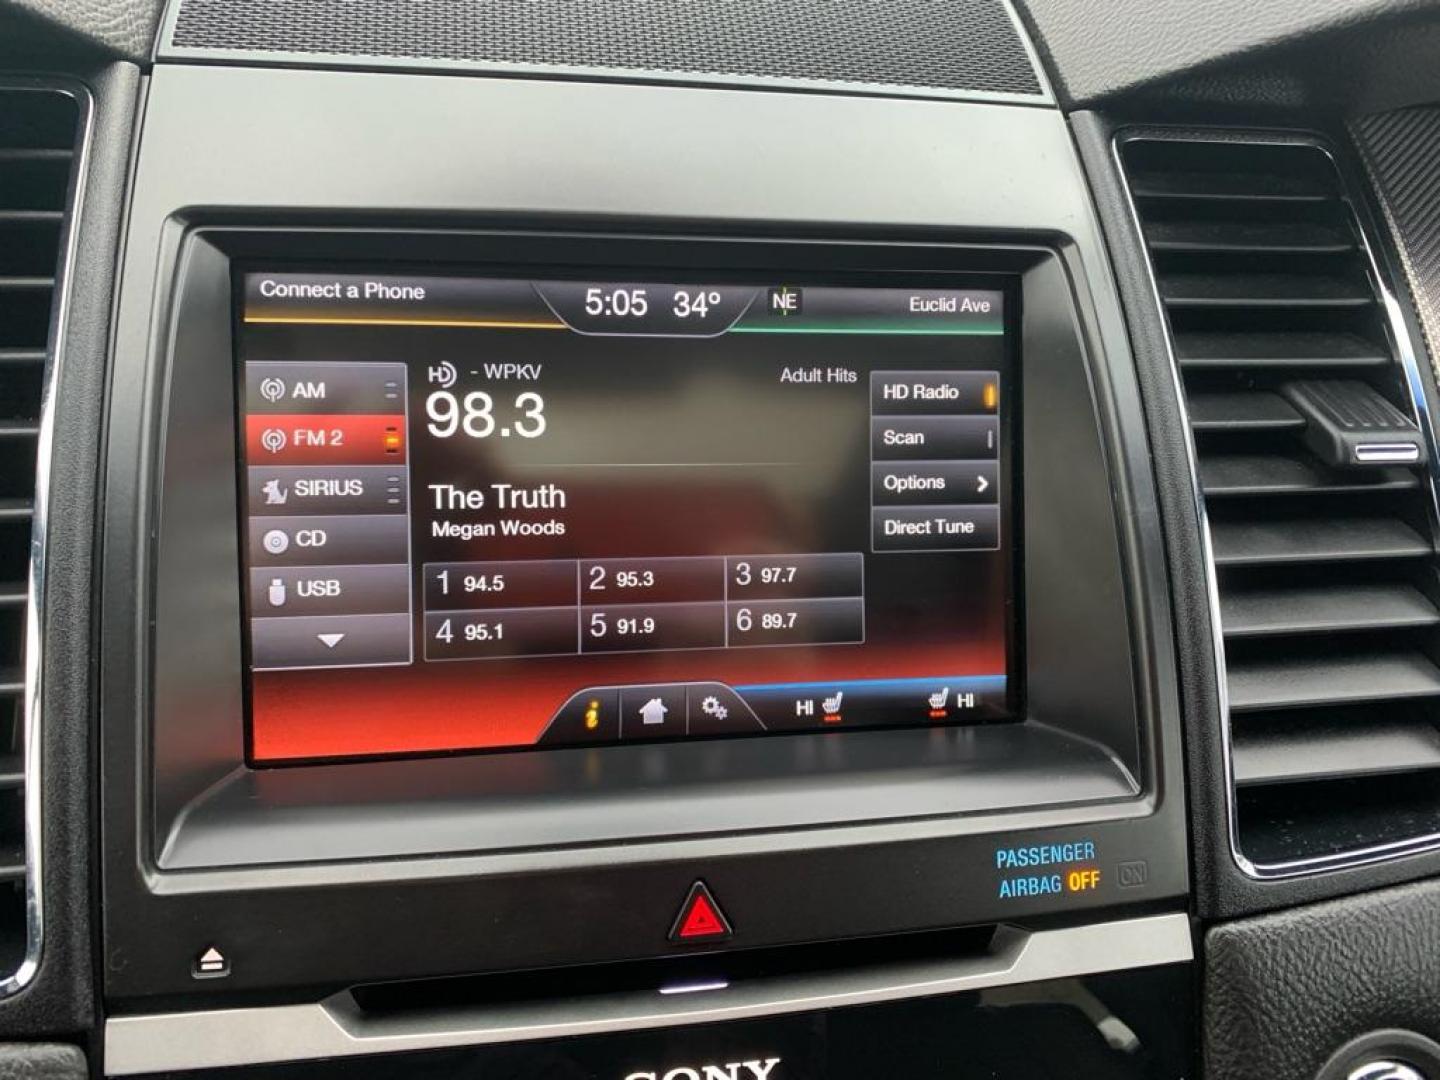 Connect a Phone
5:05 34° NE Euclid Ave
AM
FM 2
SIRIUS
CD
USB
HD - WPKV
98.3
Adult Hits
The Truth
Megan Woods
1 94.5
2 95.3
3 97.7
4 95.1
5 91.9
6 89.7
HD Radio
Scan
Options
Direct Tune
i
HI
HI
PASSENGER
AIRBAG OFF ON
SONY